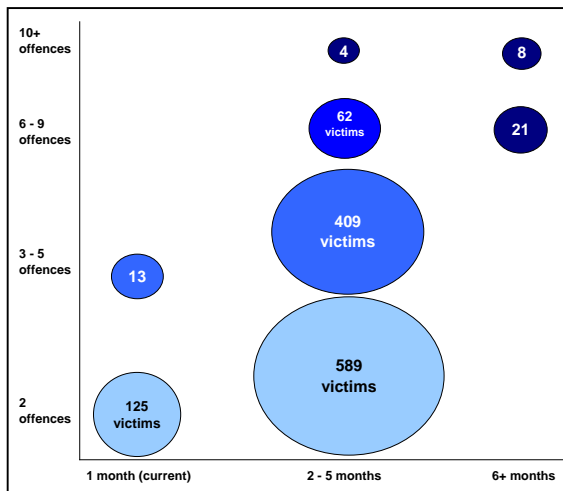 10+
offences
4
8
6 - 9
offences
62
victims
21
409
victims
3 - 5
offences
13
589
victims
2
offences
125
victims
1 month (current)
2 - 5 months
6+ months